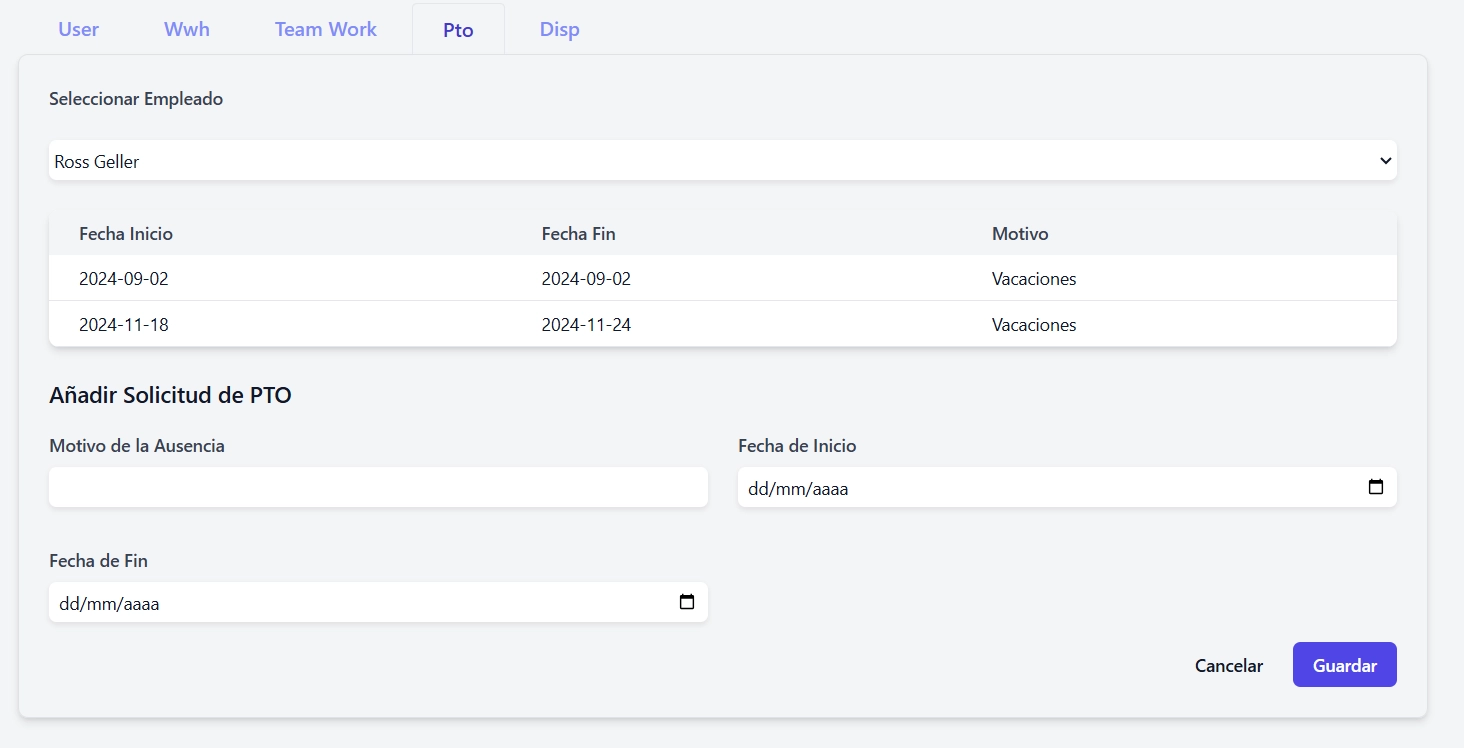 User Wwh Team Work Pto Disp
Seleccionar Empleado
Ross Geller
Fecha Inicio Fecha Fin Motivo
2024-09-02 2024-09-02 Vacaciones
2024-11-18 2024-11-24 Vacaciones
Añadir Solicitud de PTO
Motivo de la Ausencia Fecha de Inicio
dd/mm/aaaa
Fecha de Fin
dd/mm/aaaa
Cancelar Guardar